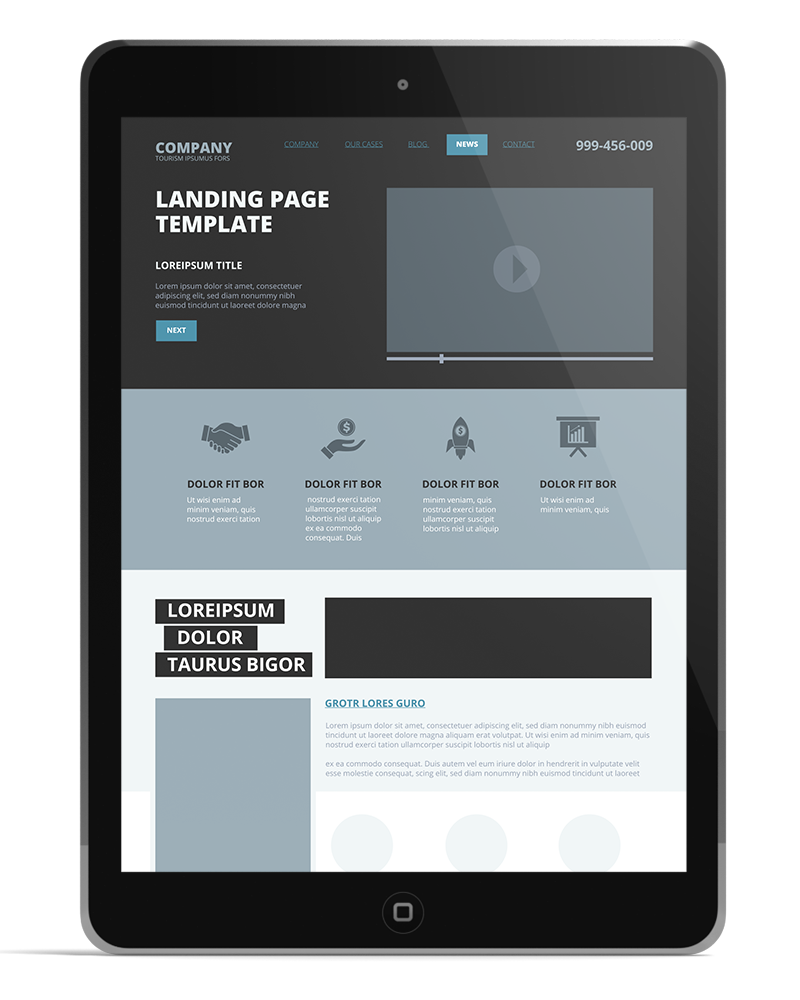 COMPANY
TOURISM IPSUMUS FORS
COMPANY
OUR CASES
BLOG
NEWS
CONTACT
999-456-009
LANDING PAGE
TEMPLATE
LOREIPSUM TITLE
Lorem ipsum dolor sit amet, consectetuer
adipiscing elit, sed diam nonummy nibh
euismod tincidunt ut laoreet dolore magna
NEXT
DOLOR FIT BOR
Ut wisi enim ad
minim veniam, quis
nostrud exerci tation
DOLOR FIT BOR
nostrud exerci tation
ullamcorper suscipit
lobortis nisl ut aliquip
ex ea commodo
consequat. Duis
DOLOR FIT BOR
minim veniam, quis
nostrud exerci tation
ullamcorper suscipit
lobortis nisl ut aliquip
DOLOR FIT BOR
Ut wisi enim ad
minim veniam, quis
LOREIPSUM
DOLOR
TAURUS BIGOR
GROTR LORES GURO
Lorem ipsum dolor sit amet, consectetuer adipiscing elit, sed diam nonummy nibh euismod
tincidunt ut laoreet dolore magna aliquam erat volutpat. Ut wisi enim ad minim veniam, quis
nostrud exerci tation ullamcorper suscipit lobortis nisl ut aliquip
ex ea commodo consequat. Duis autem vel eum iriure dolor in hendrerit in vulputate velit
esse molestie consequat, scing elit, sed diam nonummy nibh euismod tincidunt ut laoreet